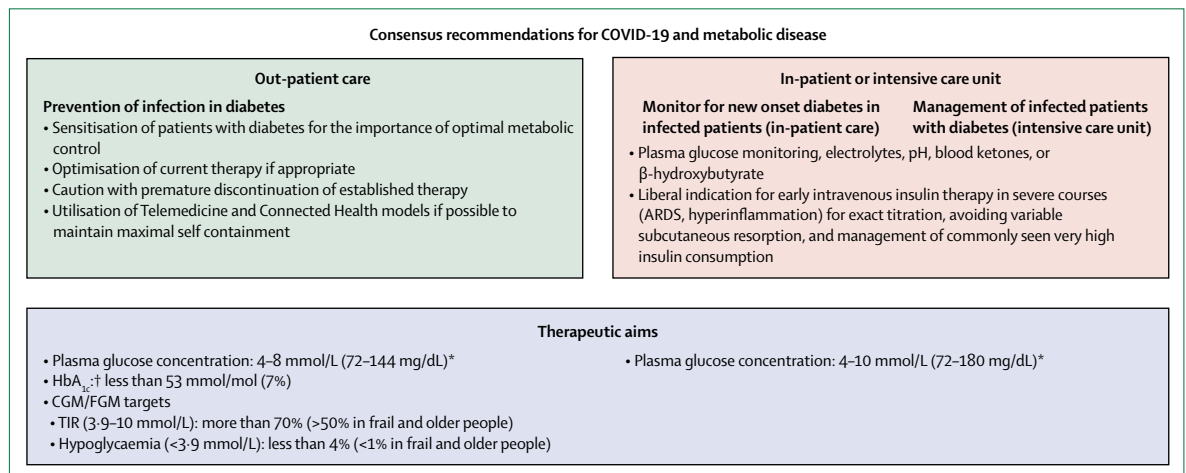 Consensus recommendations for COVID-19 and metabolic disease
Out-patient care
Prevention of infection in diabetes
• Sensitisation of patients with diabetes for the importance of optimal metabolic
control
• Optimisation of current therapy if appropriate
• Caution with premature discontinuation of established therapy
• Utilisation of Telemedicine and Connected Health models if possible to
maintain maximal self containment
In-patient or intensive care unit
Monitor for new onset diabetes in
infected patients (in-patient care)
Management of infected patients
with diabetes (intensive care unit)
• Plasma glucose monitoring, electrolytes, pH, blood ketones, or
β-hydroxybutyrate
• Liberal indication for early intravenous insulin therapy in severe courses
(ARDS, hyperinflammation) for exact titration, avoiding variable
subcutaneous resorption, and management of commonly seen very high
insulin consumption
Therapeutic aims
• Plasma glucose concentration: 4–8 mmol/L (72–144 mg/dL)*
• HbA1c:† less than 53 mmol/mol (7%)
• CGM/FGM targets
• TIR (3·9–10 mmol/L): more than 70% (>50% in frail and older people)
• Hypoglycaemia (<3·9 mmol/L): less than 4% (<1% in frail and older people)
• Plasma glucose concentration: 4–10 mmol/L (72–180 mg/dL)*